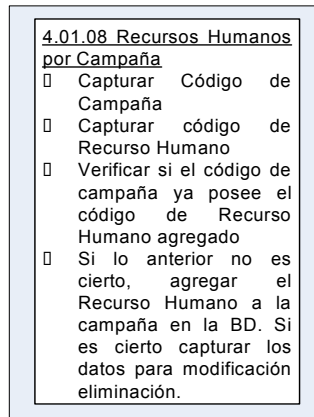 4.01.08 Recursos Humanos
por Campaña
▯ Capturar Código de
Campaña
▯ Capturar código de
Recurso Humano
▯ Verificar si el código de
campaña ya posee el
código de Recurso
Humano agregado
▯ Si lo anterior no es
cierto, agregar el
Recurso Humano a la
campaña en la BD. Si
es cierto capturar los
datos para modificación
eliminación.